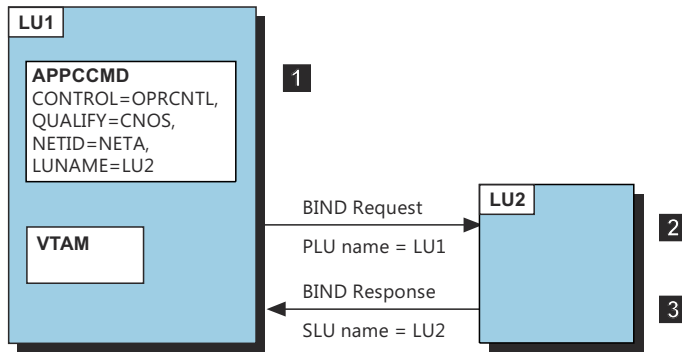 LU1
APPCCMD
CONTROL=OPRCNTL,
QUALIFY=CNOS,
NETID=NETA,
LUNAME=LU2
1
VTAM
BIND Request
PLU name = LU1
LU2
2
BIND Response
SLU name = LU2
3